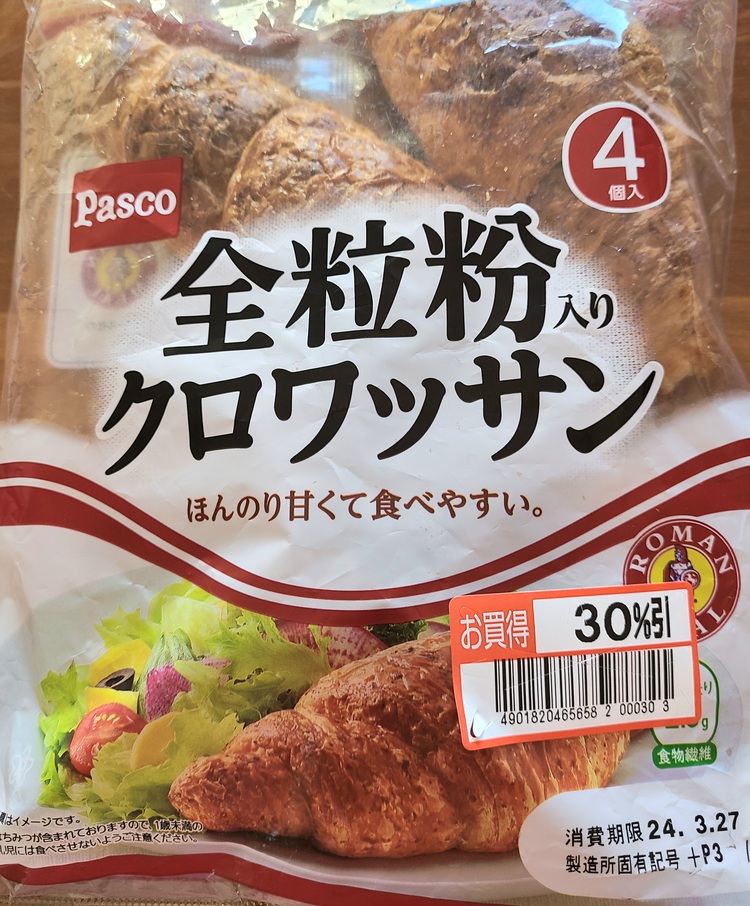 4
個入
Pasco
全粒粉入り
クロワッサン
ほんのり甘くて食べやすい。
ROMAN
お買得
30%引
4901820465658 2 00030 3
g
食物繊維
はイメージです。
ちみつが含まれておりますので、1歳未満の
児には食べさせないようご注意ください。
消費期限 24. 3.27
製造所固有記号 +P3